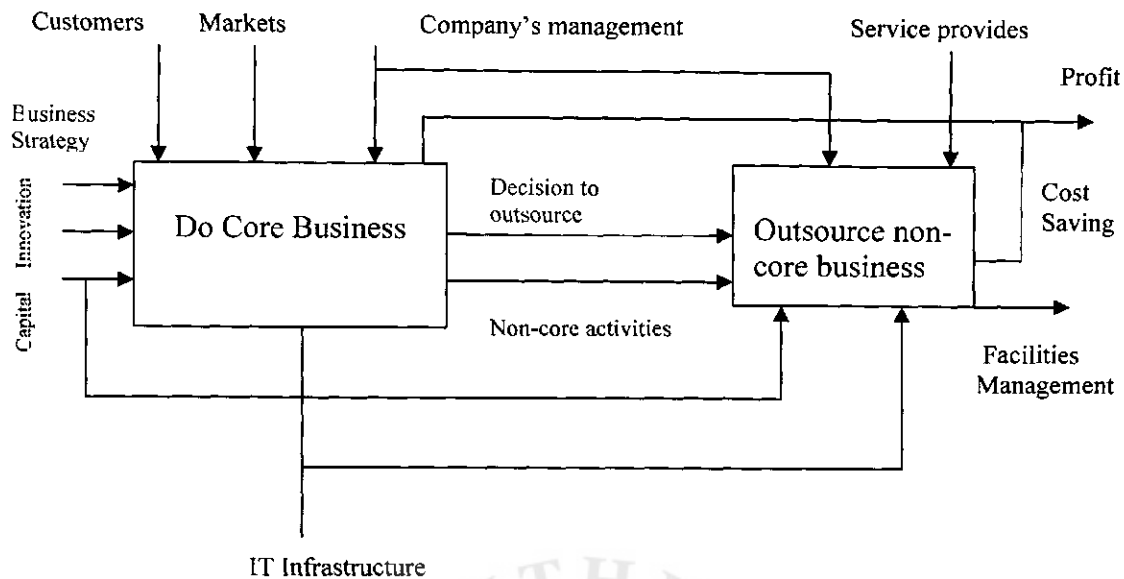 Customers
Markets
Company's management
Service provides
Profit
Business
Strategy
Innovation
Capital
Do Core Business
Decision to
outsource
Non-core activities
Outsource non-
core business
Cost
Saving
Facilities
Management
IT Infrastructure